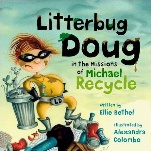 Litterbug
Doug
in the Missions
of Michael
Recycle
written by
Ellie Bethel
illustrated by
Alexandra
Colombo